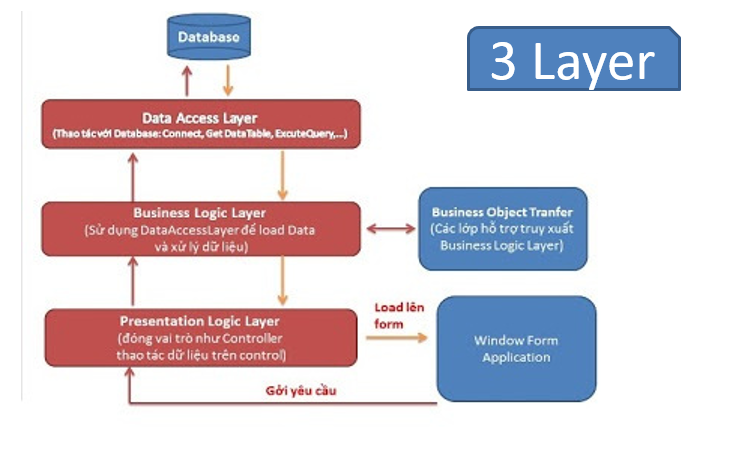 Database
3 Layer
Data Access Layer
(Thao tác với Database: Connect, Get DataTable, ExcuteQuery,...)
Business Logic Layer
(Sử dụng DataAccessLayer để load Data
và xử lý dữ liệu)
Business Object Tranfer
(Các lớp hỗ trợ truy xuất
Business Logic Layer)
Presentation Logic Layer
(đóng vai trò như Controller
thao tác dữ liệu trên control)
Load lên
form
Window Form
Application
Gởi yêu cầu